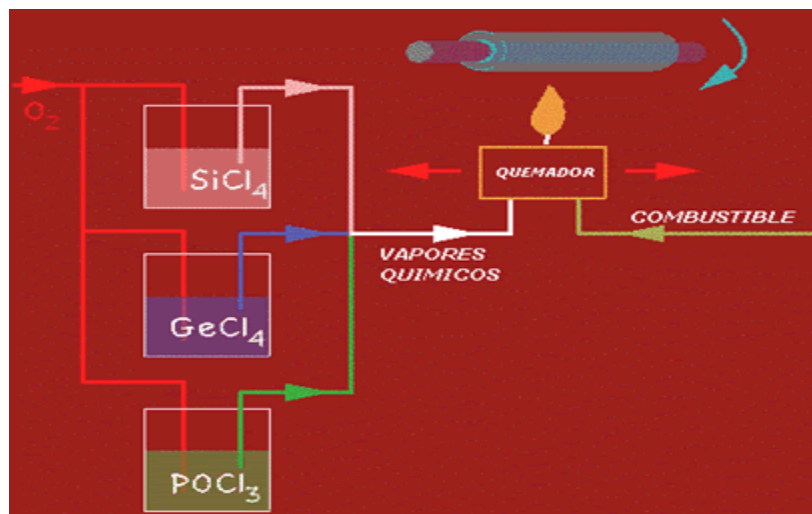 O₂
SiCl₄
QUEMADOR
COMBUSTIBLE
VAPORES
QUIMICOS
GeCl₄
POCl₃